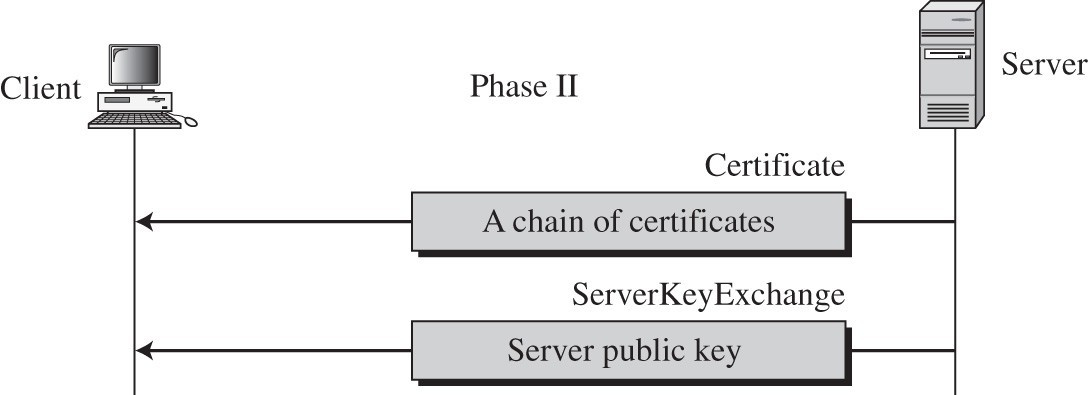 Client
Phase II
Server
Certificate
A chain of certificates
ServerKeyExchange
Server public key